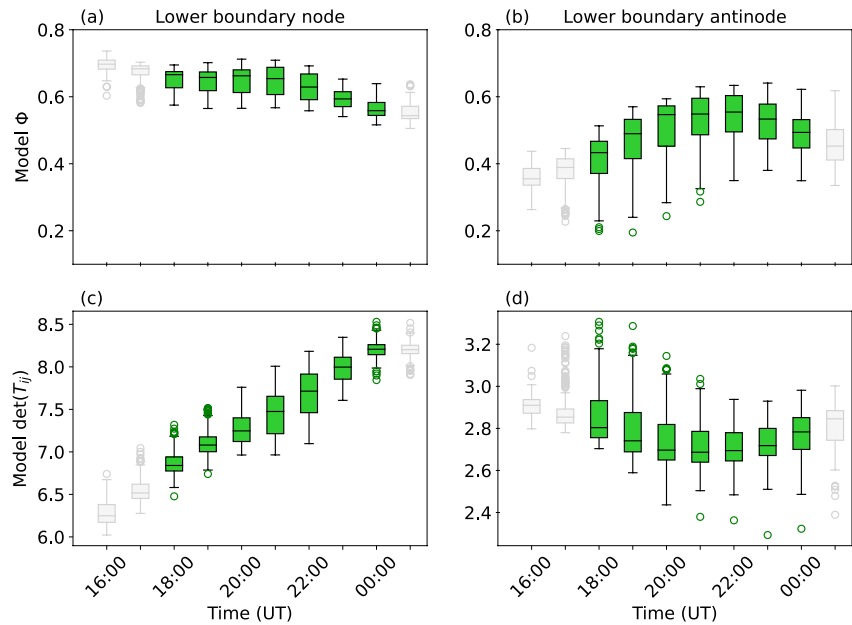 (a) Lower boundary node
(b) Lower boundary antinode
Model Φ
0.8
0.6
0.4
0.2
0.8
0.6
0.4
0.2
(c)
(d)
Model det(T_ij)
8.5
8.0
7.5
7.0
6.5
6.0
3.2
3.0
2.8
2.6
2.4
16:00 18:00 20:00 22:00 00:00
16:00 18:00 20:00 22:00 00:00
Time (UT)
Time (UT)